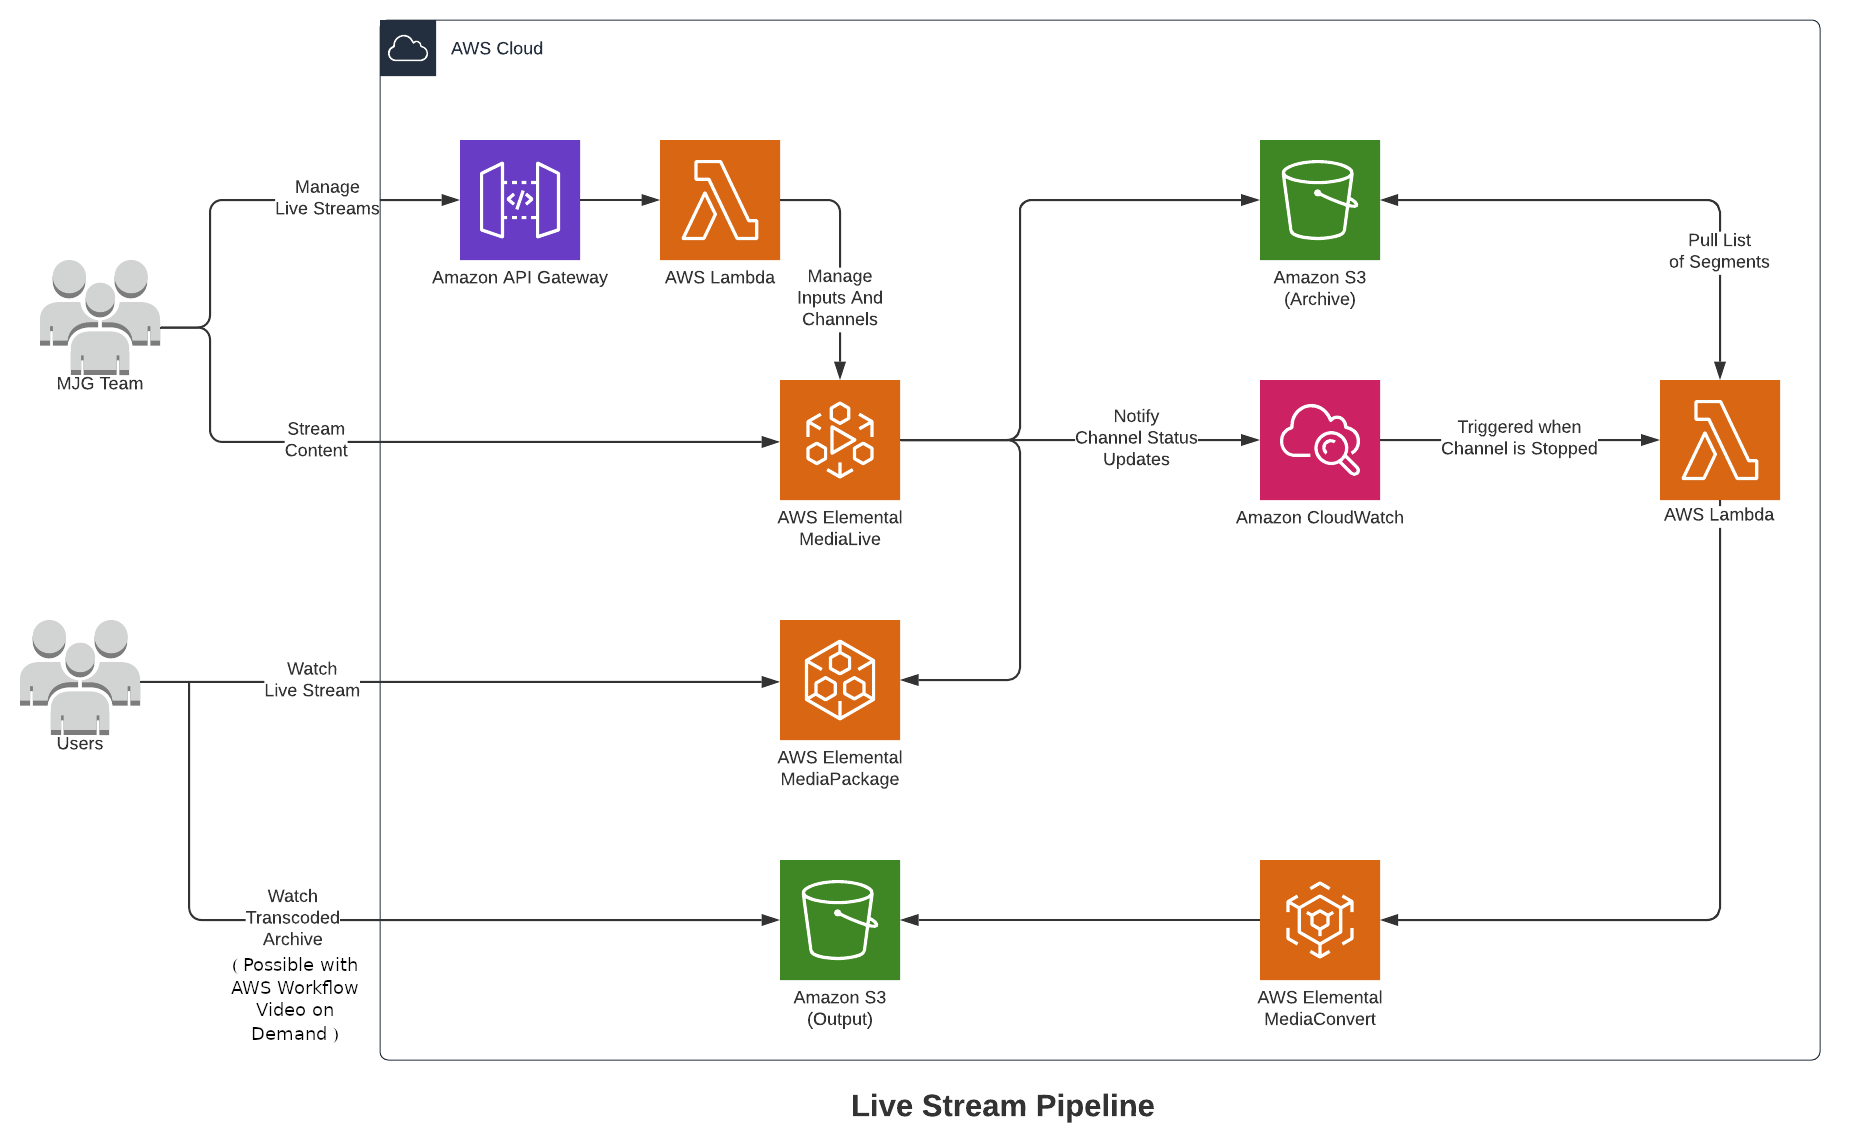 AWS Cloud
Manage
Live Streams
Amazon API Gateway
AWS Lambda
Manage
Inputs And
Channels
Amazon S3
(Archive)
Pull List
of Segments
MJG Team
Stream
Content
AWS Elemental
MediaLive
Notify
Channel Status
Updates
Amazon CloudWatch
Triggered when
Channel is Stopped
AWS Lambda
Users
Watch
Live Stream
AWS Elemental
MediaPackage
Watch
Transcoded
Archive
( Possible with
AWS Workflow
Video on
Demand )
Amazon S3
(Output)
AWS Elemental
MediaConvert
Live Stream Pipeline